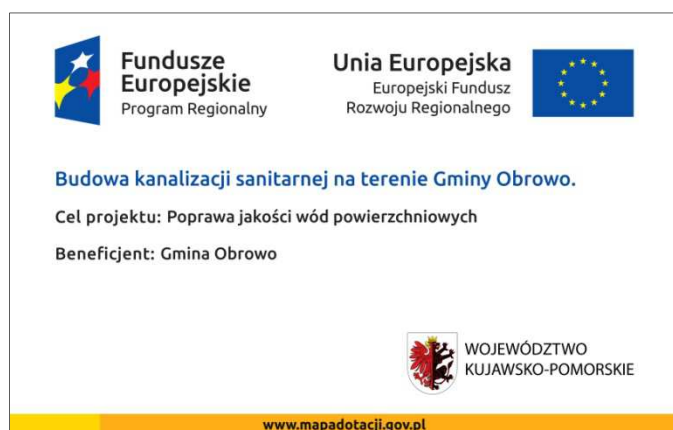 Fundusze
Europejskie
Program Regionalny
Unia Europejska
Europejski Fundusz
Rozwoju Regionalnego
Budowa kanalizacji sanitarnej na terenie Gminy Obrowo.
Cel projektu: Poprawa jakości wód powierzchniowych
Beneficjent: Gmina Obrowo
WOJEWÓDZTWO
KUJAWSKO-POMORSKIE
www.mapadotacji.gov.pl